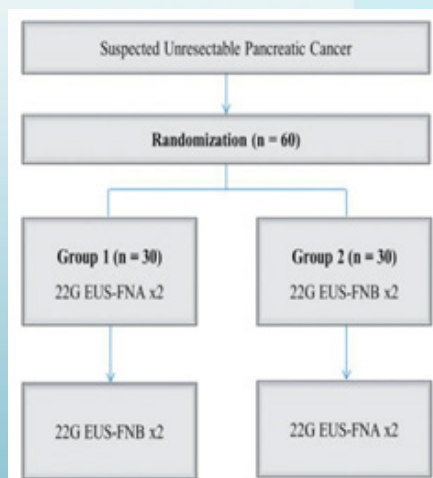 Suspected Unresectable Pancreatic Cancer
Randomization (n = 60)
Group 1 (n = 30)
22G EUS-FNA x2
Group 2 (n = 30)
22G EUS-FNB x2
22G EUS-FNB x2
22G EUS-FNA x2